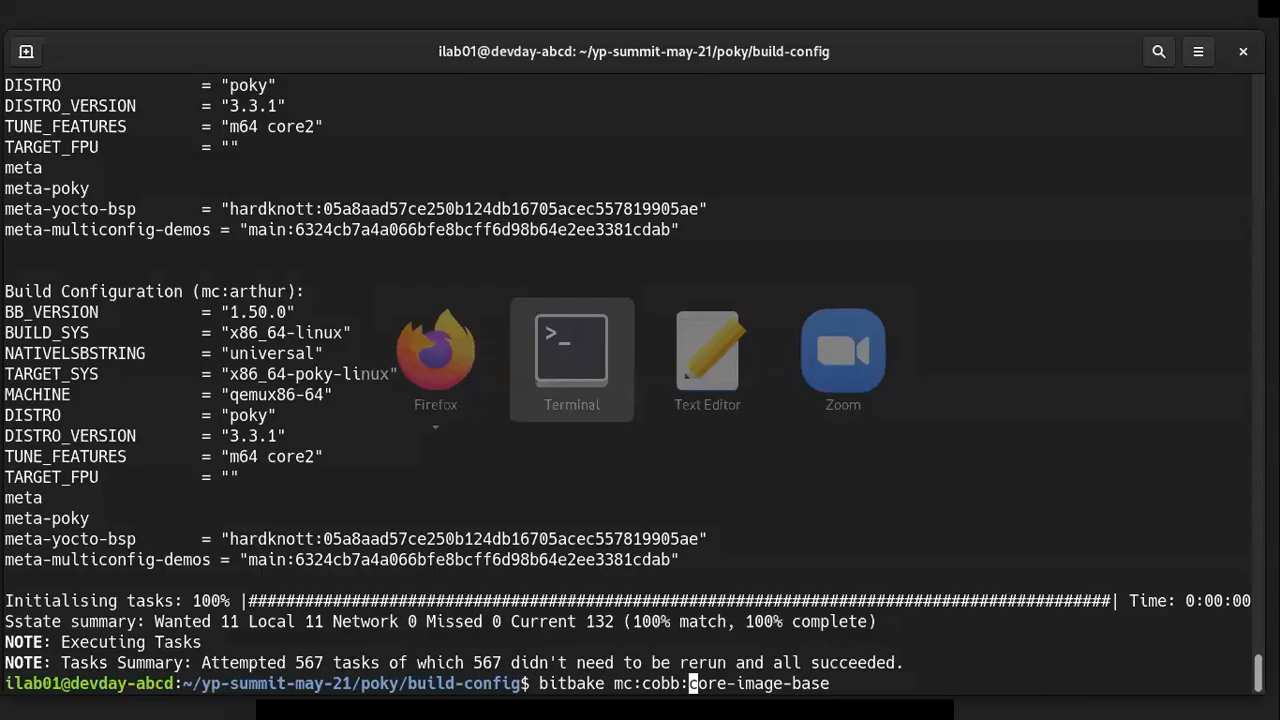 ilab01@devday-abcd: ~/yp-summit-may-21/poky/build-config
DISTRO = "poky"
DISTRO_VERSION = "3.3.1"
TUNE_FEATURES = "m64 core2"
TARGET_FPU = ""
meta
meta-poky
meta-yocto-bsp = "hardknott:05a8aad57ce250b124db16705acec557819905ae"
meta-multiconfig-demos = "main:6324cb7a4a066bfe8bcff6d98b64e2ee3381cdab"
Build Configuration (mc:arthur):
BB_VERSION = "1.50.0"
BUILD_SYS = "x86_64-linux"
NATIVELSBSTRING = "universal"
TARGET_SYS = "x86_64-poky-linux"
MACHINE = "qemux86-64"
DISTRO = "poky"
DISTRO_VERSION = "3.3.1"
TUNE_FEATURES = "m64 core2"
TARGET_FPU = ""
meta
meta-poky
meta-yocto-bsp = "hardknott:05a8aad57ce250b124db16705acec557819905ae"
meta-multiconfig-demos = "main:6324cb7a4a066bfe8bcff6d98b64e2ee3381cdab"
Firefox
Terminal
Text Editor
Zoom
Initialising tasks: 100% |############################################################################################| Time: 0:00:00
Sstate summary: Wanted 11 Local 11 Network 0 Missed 0 Current 132 (100% match, 100% complete)
NOTE: Executing Tasks
NOTE: Tasks Summary: Attempted 567 tasks of which 567 didn't need to be rerun and all succeeded.
ilab01@devday-abcd:~/yp-summit-may-21/poky/build-config$ bitbake mc:cobb:core-image-base